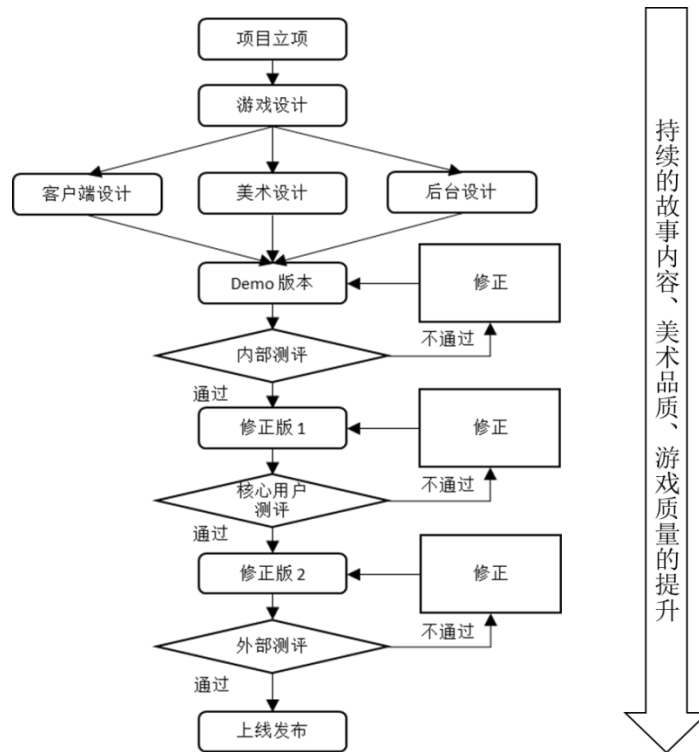 项目立项
游戏设计
客户端设计
美术设计
后台设计
Demo 版本
修正
内部测评
不通过
通过
修正版 1
修正
核心用户
测评
不通过
通过
修正版 2
修正
外部测评
不通过
通过
上线发布
持续的故事内容、美术品质、游戏质量的提升